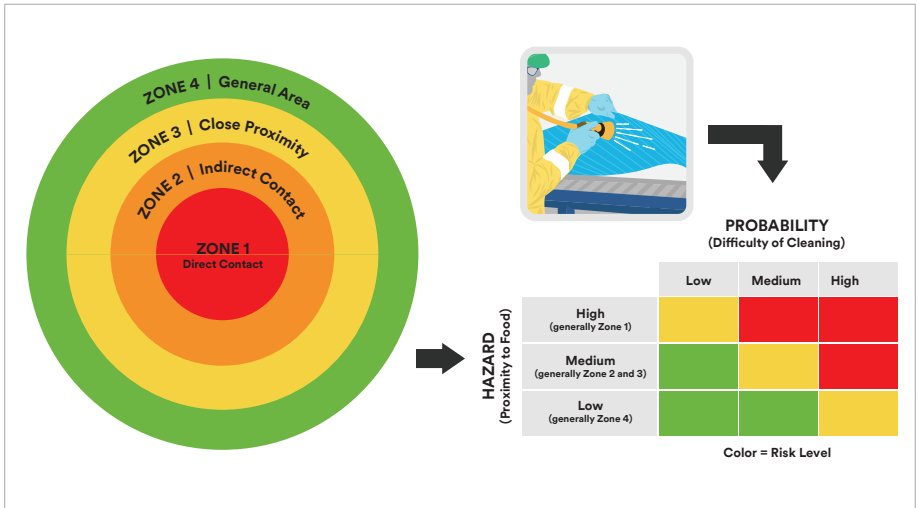 ZONE 4 | General Area
ZONE 3 | Close Proximity
ZONE 2 | Indirect Contact
ZONE 1
Direct Contact
PROBABILITY
(Difficulty of Cleaning)
HAZARD
(Proximity to Food)
Low Medium High
High
(generally Zone 1)
Medium
(generally Zone 2 and 3)
Low
(generally Zone 4)
Color = Risk Level